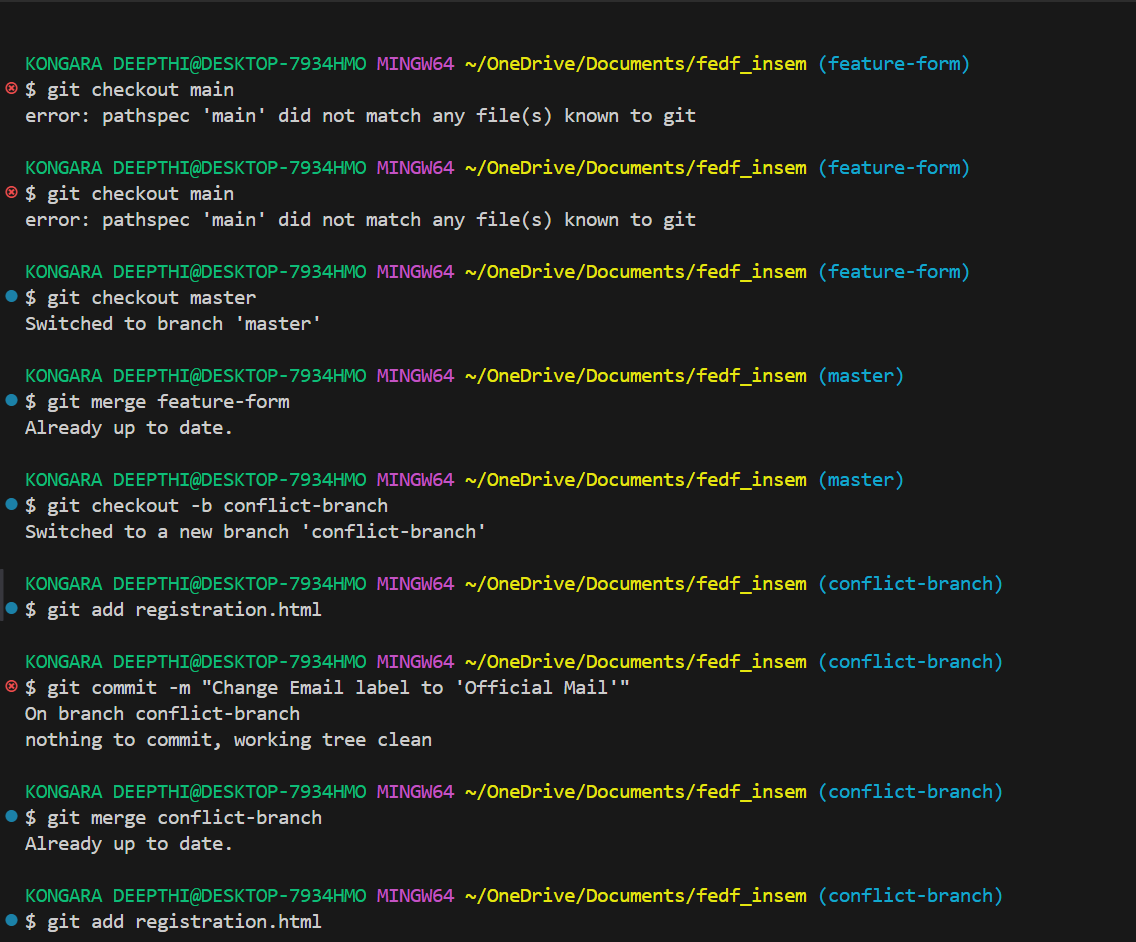 KONGARA DEEPTHI@DESKTOP-7934HMO MINGW64 ~/OneDrive/Documents/fedf_insem (feature-form)
$ git checkout main
error: pathspec 'main' did not match any file(s) known to git
KONGARA DEEPTHI@DESKTOP-7934HMO MINGW64 ~/OneDrive/Documents/fedf_insem (feature-form)
$ git checkout main
error: pathspec 'main' did not match any file(s) known to git
KONGARA DEEPTHI@DESKTOP-7934HMO MINGW64 ~/OneDrive/Documents/fedf_insem (feature-form)
$ git checkout master
Switched to branch 'master'
KONGARA DEEPTHI@DESKTOP-7934HMO MINGW64 ~/OneDrive/Documents/fedf_insem (master)
$ git merge feature-form
Already up to date.
KONGARA DEEPTHI@DESKTOP-7934HMO MINGW64 ~/OneDrive/Documents/fedf_insem (master)
$ git checkout -b conflict-branch
Switched to a new branch 'conflict-branch'
KONGARA DEEPTHI@DESKTOP-7934HMO MINGW64 ~/OneDrive/Documents/fedf_insem (conflict-branch)
$ git add registration.html
KONGARA DEEPTHI@DESKTOP-7934HMO MINGW64 ~/OneDrive/Documents/fedf_insem (conflict-branch)
$ git commit -m "Change Email label to 'Official Mail'"
On branch conflict-branch
nothing to commit, working tree clean
KONGARA DEEPTHI@DESKTOP-7934HMO MINGW64 ~/OneDrive/Documents/fedf_insem (conflict-branch)
$ git merge conflict-branch
Already up to date.
KONGARA DEEPTHI@DESKTOP-7934HMO MINGW64 ~/OneDrive/Documents/fedf_insem (conflict-branch)
$ git add registration.html